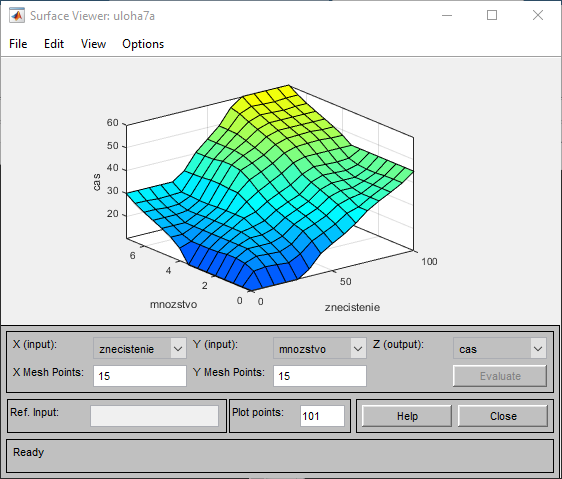 Surface Viewer: uloha7a
File Edit View Options
60
50
40
30
20
cas
6
4
2
0
mnozstvo
0
50
100
znecistenie
X (input): znecistenie Y (input): mnozstvo Z (output): cas
X Mesh Points: 15 Y Mesh Points: 15 Evaluate
Ref. Input: Plot points: 101 Help Close
Ready